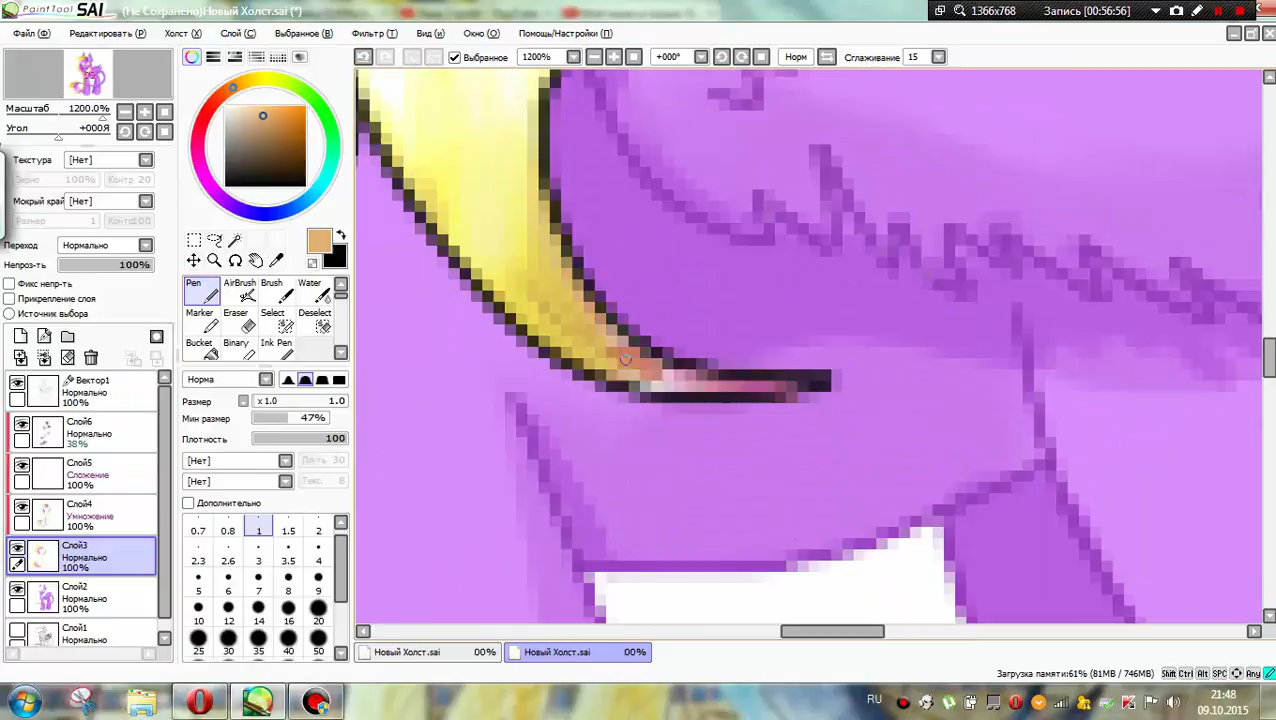 PaintTool SAI (Не Сохранено)Новый Холст.sai (*)
1366x768 Запись [00:56:56]
Файл (Ф) Редактировать (Р) Холст (X) Слой (С) Выбранное (В) Фильтр (Т) Вид (и) Окно (О) Помощь/Настройки (П)
Выбранное 1200% +000° Норм Сглаживание 15
Масштаб 1200.0%
Угол +000Я
Текстура [Нет]
100% Контр 20
Мокрый край [Нет]
Размер 1 Контр100
Переход Нормально
Непроз-ть 100%
Фикс непр-ть
Прикрепление слоя
Источник выбора
Вектор1
Нормально
100%
Слой6
Нормально
38%
Слой5
Сложение
100%
Слой4
Умножение
100%
Слой3
Нормально
100%
Слой2
Нормально
100%
Слой1
Нормально
Pen AirBrush Brush Water
Marker Eraser Select Deselect
Bucket Binary Ink Pen
Норма
Размер x 1.0 1.0
Мин размер 47%
Плотность 100
[Нет]
[Нет]
Дополнительно
0.7 0.8 1 1.5 2
2.3 2.6 3 3.5 4
5 6 7 8 9
10 12 14 16 20
25 30 35 40 50
Новый Холст.sai 00% Новый Холст.sai 00%
Загрузка памяти:61% (81MB / 746MB) Shift Ctrl Alt SPC Any
RU 21:48
09.10.2015